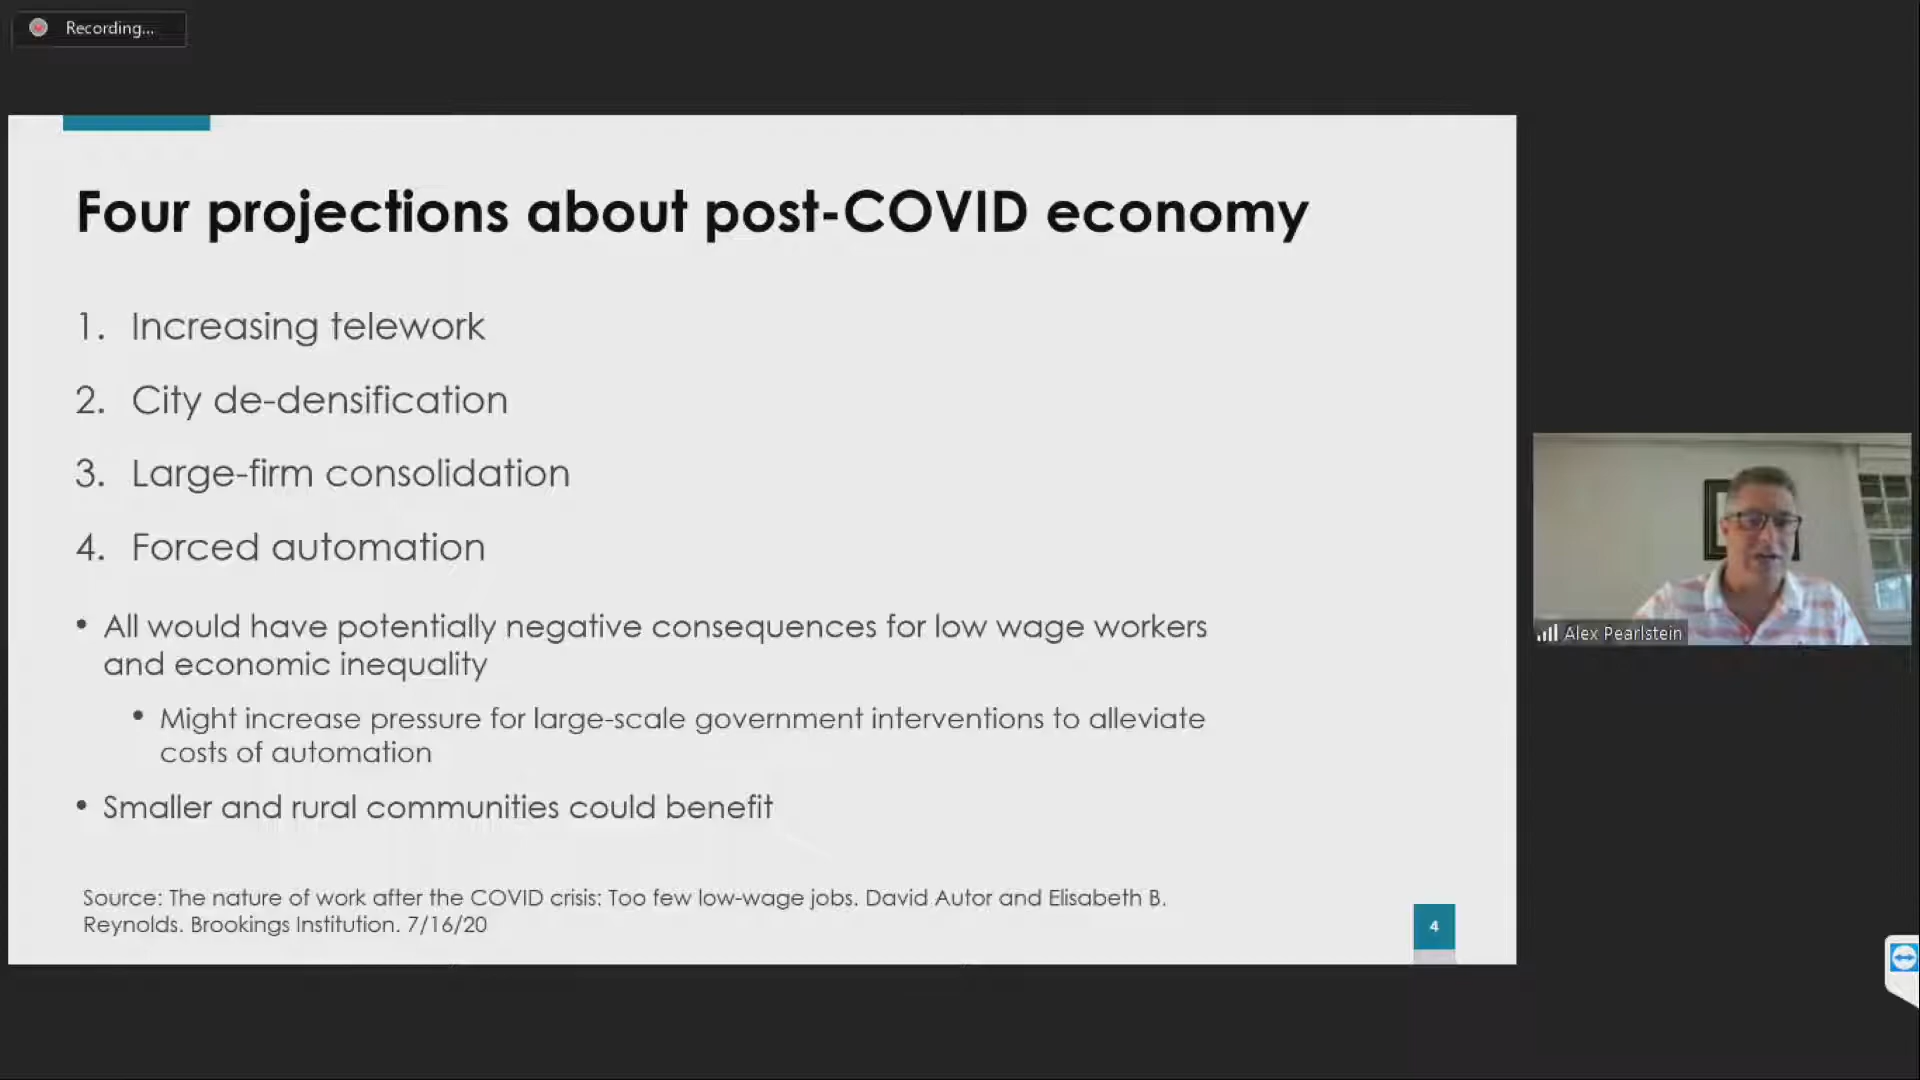 Recording...
Four projections about post-COVID economy
1. Increasing telework
2. City de-densification
3. Large-firm consolidation
4. Forced automation
• All would have potentially negative consequences for low wage workers
and economic inequality
• Might increase pressure for large-scale government interventions to alleviate
costs of automation
• Smaller and rural communities could benefit
Source: The nature of work after the COVID crisis: Too few low-wage jobs. David Autor and Elisabeth B.
Reynolds. Brookings Institution. 7/16/20
4
Alex Pearlstein